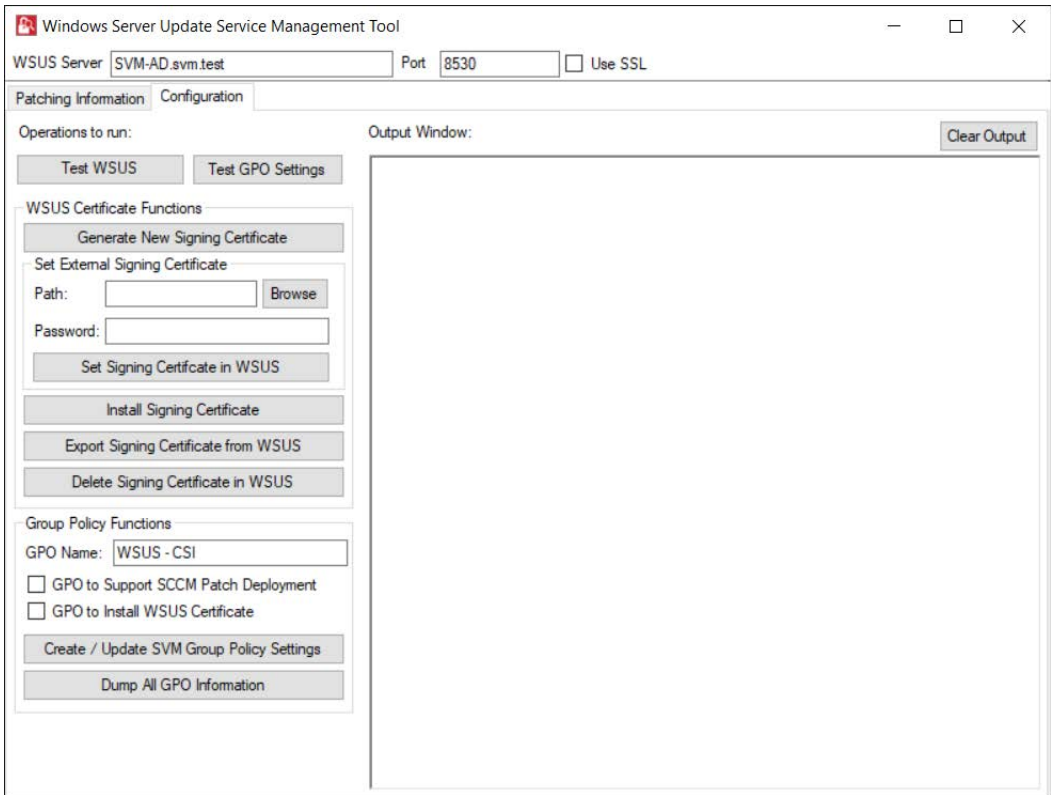 Windows Server Update Service Management Tool
WSUS Server SVM-AD.svm.test Port 8530 Use SSL
Patching Information Configuration
Operations to run: Output Window: Clear Output
Test WSUS Test GPO Settings
WSUS Certificate Functions
Generate New Signing Certificate
Set External Signing Certificate
Path: Browse
Password:
Set Signing Certifcate in WSUS
Install Signing Certificate
Export Signing Certificate from WSUS
Delete Signing Certificate in WSUS
Group Policy Functions
GPO Name: WSUS - CSI
GPO to Support SCCM Patch Deployment
GPO to Install WSUS Certificate
Create / Update SVM Group Policy Settings
Dump All GPO Information